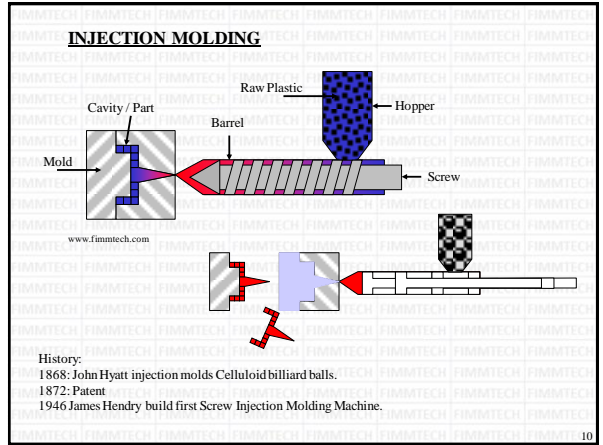 INJECTION MOLDING
Raw Plastic
Cavity / Part
Hopper
Barrel
Mold
Screw
www.fimmtech.com
History:
1868: John Hyatt injection molds Celluloid billiard balls.
1872: Patent
1946 James Hendry build first Screw Injection Molding Machine.
10